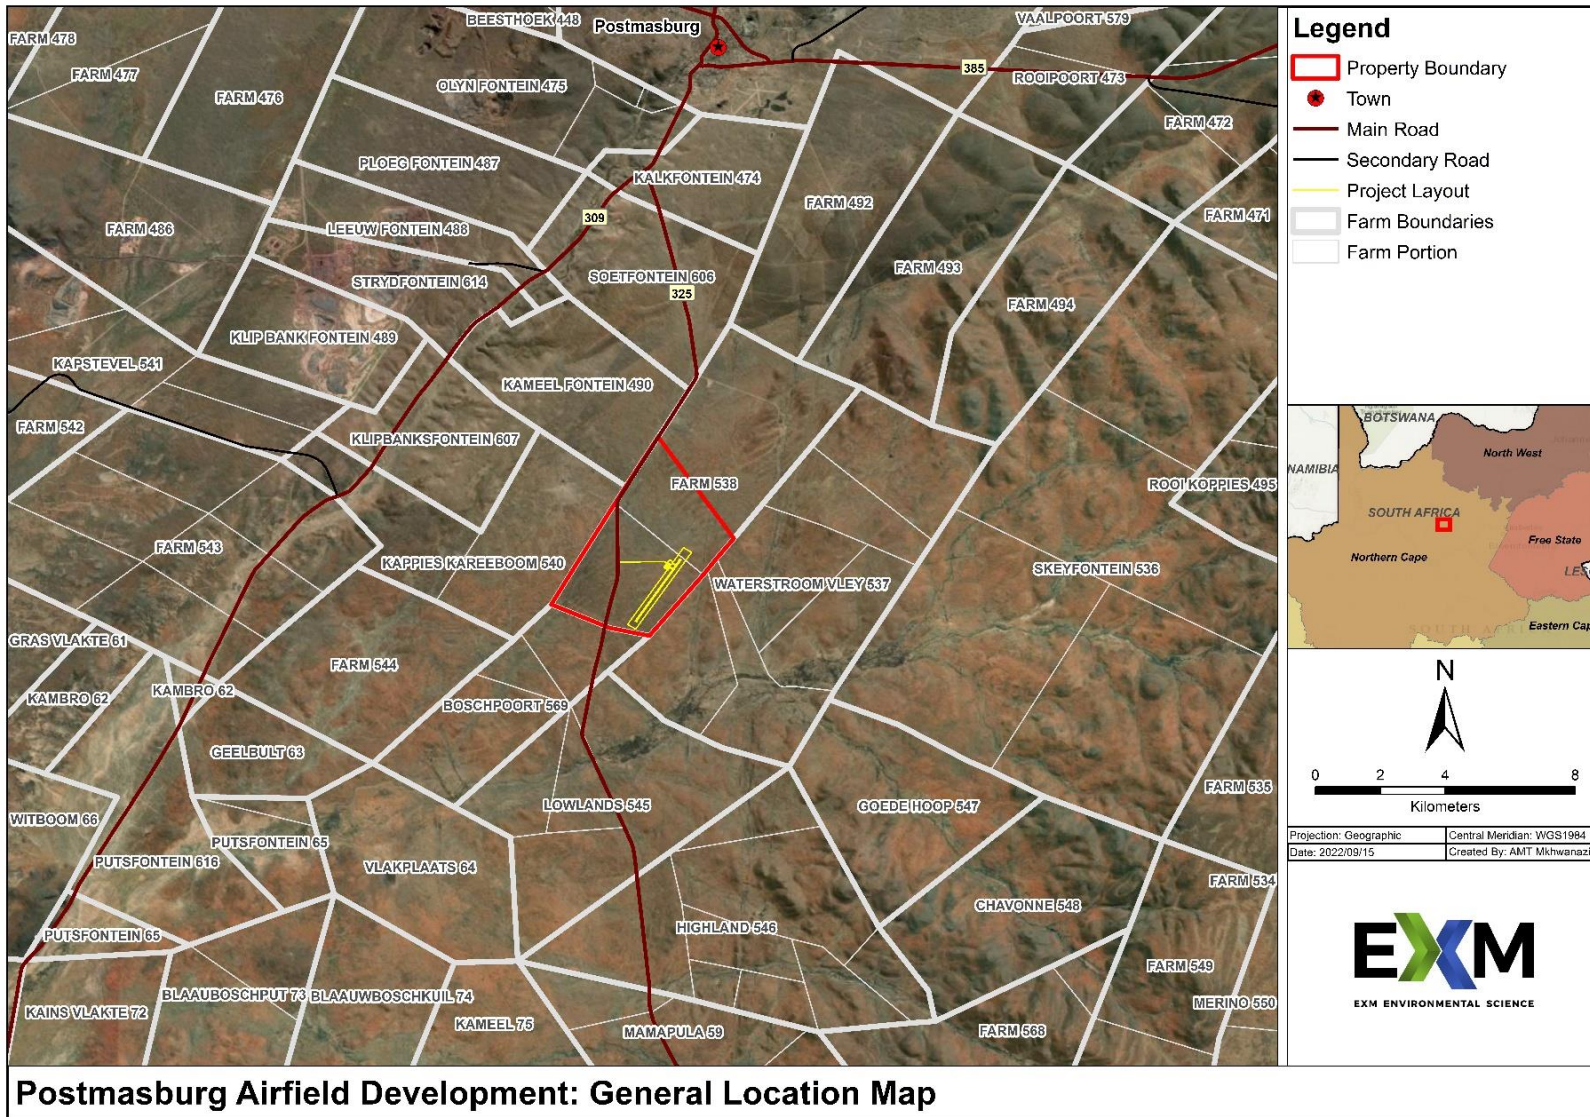 BEESTHOEK 448
Postmasburg
VAALPOORT 579
FARM 478
FARM 477
385
ROOIPOORT 473
OLYN FONTEIN 475
FARM 476
FARM 472
PLOEG FONTEIN 487
KALKFONTEIN 474
FARM 492
309
FARM 471
FARM 486
LEEUW FONTEIN 488
STRYDFONTEIN 614
SOETFONTEIN 606
FARM 493
325
FARM 494
KLIP BANK FONTEIN 489
KAPSTEVEL 541
KAMEEL FONTEIN 490
FARM 542
KLIPBANKSFONTEIN 607
FARM 538
ROOI KOPPIES 495
FARM 543
KAPPIES KAREEBOOM 540
WATERSTROOM VLEY 537
SKEYFONTEIN 536
GRAS VLAKTE 61
FARM 544
KAMBRO 62
KAMBRO 62
BOSCHPOORT 569
GEELBULT 63
FARM 535
LOWLANDS 545
GOEDE HOOP 547
WITBOOM 66
PUTSFONTEIN 65
PUTSFONTEIN 616
VLAKPLAATS 64
FARM 534
CHAVONNE 548
HIGHLAND 546
PUTSFONTEIN 65
FARM 549
BLAAUBOSCHPUT 73
BLAAUWBOSCHKUIL 74
MERINO 550
KAINS VLAKTE 72
KAMEEL 75
MAMAPULA 59
FARM 568
Legend
Property Boundary
Town
Main Road
Secondary Road
Project Layout
Farm Boundaries
Farm Portion
BOTSWANA
North West
NAMIBIA
SOUTH AFRICA
Free State
Northern Cape
LES
SOUTH AFRI
Eastern Cap
N
0 2 4 8
Kilometers
Projection: Geographic
Central Meridian: WGS1984
Date: 2022/09/15
Created By: AMT Mkhwanazi
EXM
EXM ENVIRONMENTAL SCIENCE
Postmasburg Airfield Development: General Location Map